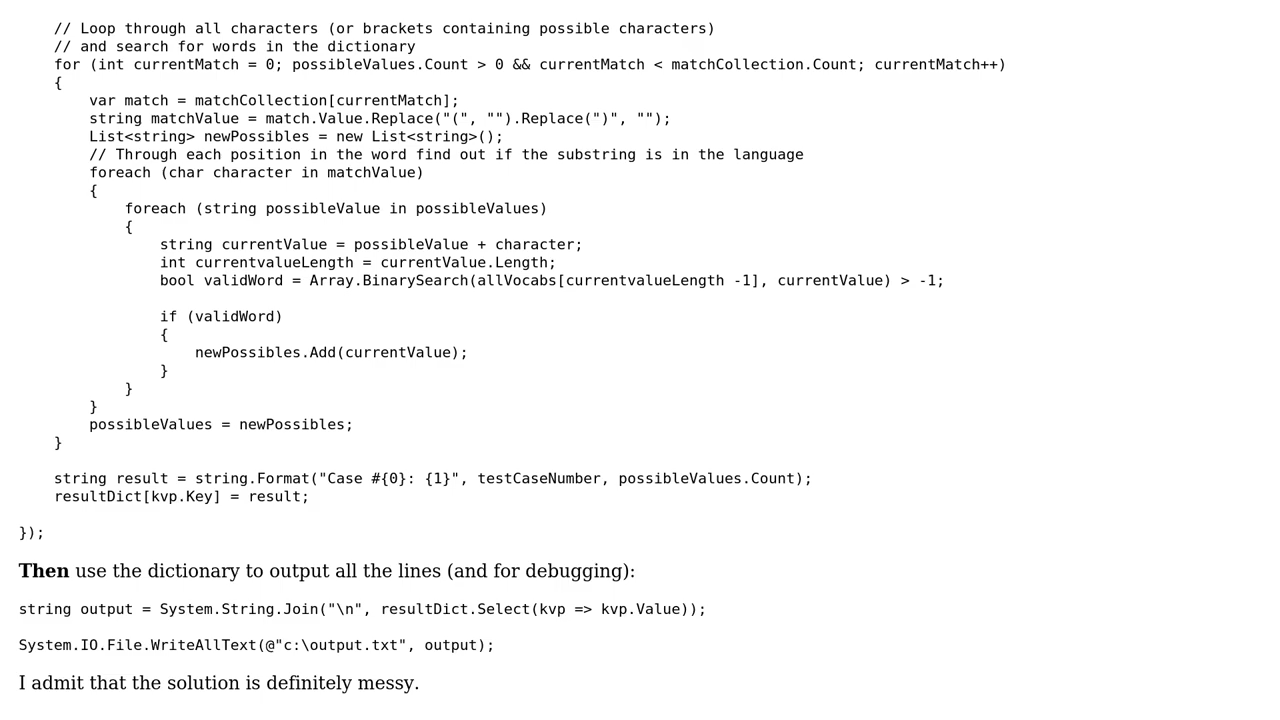 // Loop through all characters (or brackets containing possible characters)
// and search for words in the dictionary
for (int currentMatch = 0; possibleValues.Count > 0 && currentMatch < matchCollection.Count; currentMatch++)
{
var match = matchCollection[currentMatch];
string matchValue = match.Value.Replace("(", "").Replace(")", "");
List<string> newPossibles = new List<string>();
// Through each position in the word find out if the substring is in the language
foreach (char character in matchValue)
{
foreach (string possibleValue in possibleValues)
{
string currentValue = possibleValue + character;
int currentvalueLength = currentValue.Length;
bool validWord = Array.BinarySearch(allVocabs[currentvalueLength -1], currentValue) > -1;
if (validWord)
{
newPossibles.Add(currentValue);
}
}
}
possibleValues = newPossibles;
}
string result = string.Format("Case #{0}: {1}", testCaseNumber, possibleValues.Count);
resultDict[kvp.Key] = result;
});
Then use the dictionary to output all the lines (and for debugging):
string output = System.String.Join("\n", resultDict.Select(kvp => kvp.Value));
System.IO.File.WriteAllText(@"c:\output.txt", output);
I admit that the solution is definitely messy.